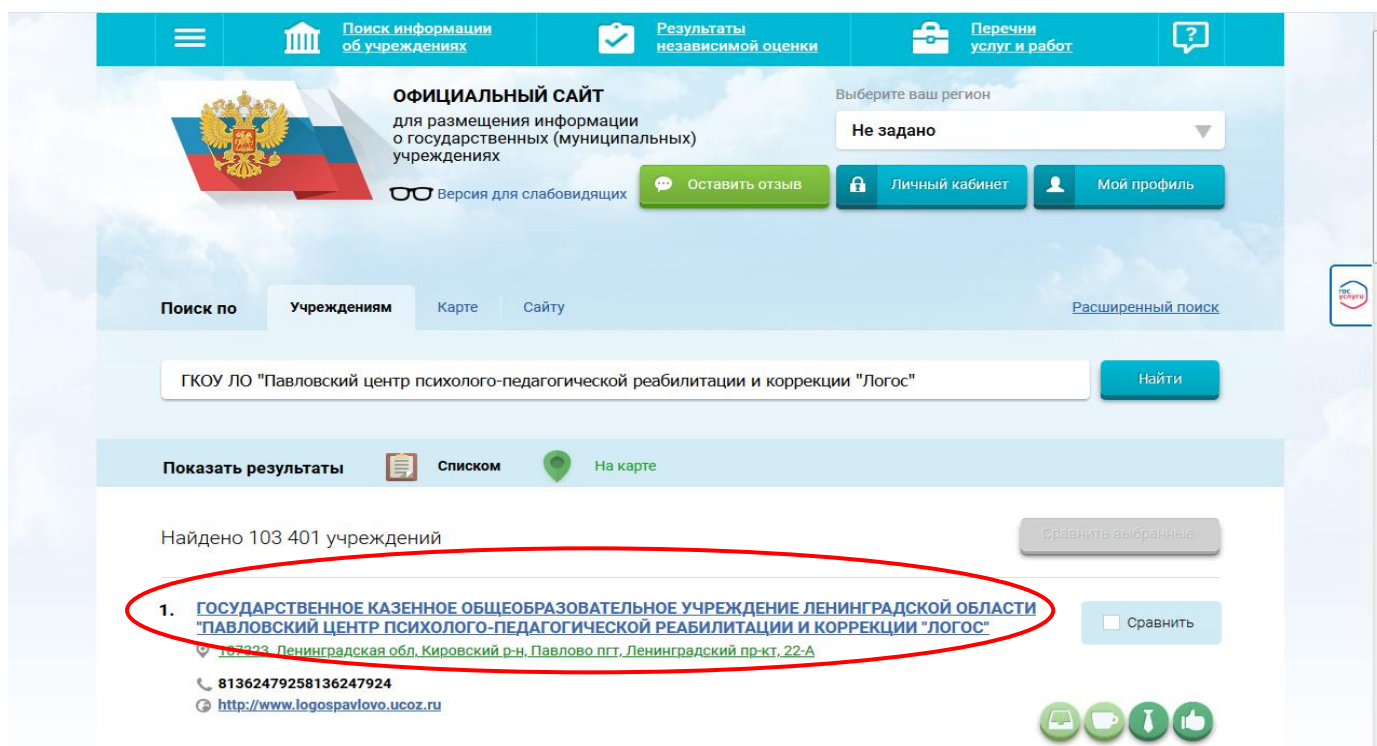 Поиск информации
об учреждениях
Результаты
независимой оценки
Перечни
услуг и работ
?
ОФИЦИАЛЬНЫЙ САЙТ
для размещения информации
о государственных (муниципальных)
учреждениях
Версия для слабовидящих
Выберите ваш регион
Не задано
Оставить отзыв
Личный кабинет
Мой профиль
гос
услуги
Поиск по
Учреждениям
Карте
Сайту
Расширенный поиск
ГКОУ ЛО "Павловский центр психолого-педагогической реабилитации и коррекции "Логос"
Найти
Показать результаты
Списком
На карте
Найдено 103 401 учреждений
Сравнить выбранные
1. ГОСУДАРСТВЕННОЕ КАЗЕННОЕ ОБЩЕОБРАЗОВАТЕЛЬНОЕ УЧРЕЖДЕНИЕ ЛЕНИНГРАДСКОЙ ОБЛАСТИ
"ПАВЛОВСКИЙ ЦЕНТР ПСИХОЛОГО-ПЕДАГОГИЧЕСКОЙ РЕАБИЛИТАЦИИ И КОРРЕКЦИИ "ЛОГОС"
Сравнить
187323, Ленинградская обл, Кировский р-н, Павлово пгт, Ленинградский пр-кт, 22-А
81362479258136247924
http://www.logospavlovo.ucoz.ru